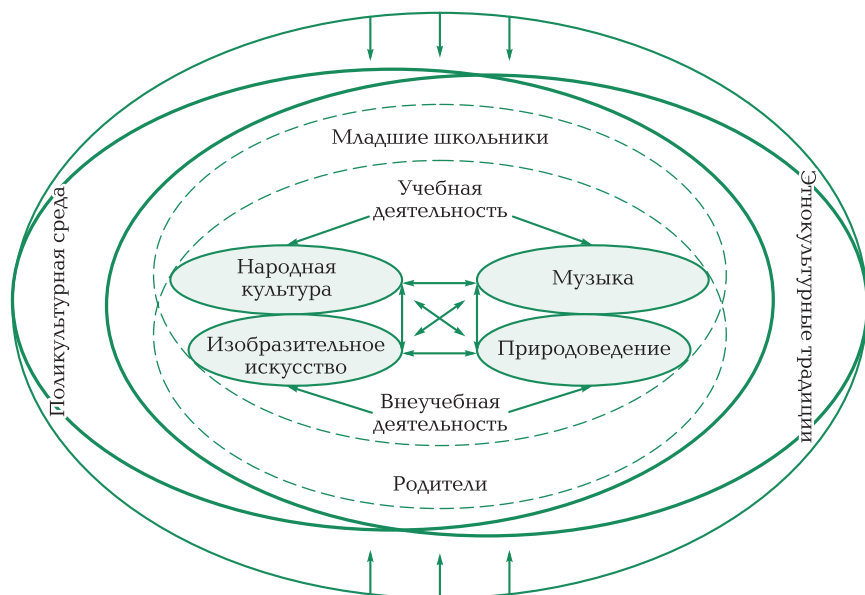 Младшие школьники
Учебная
деятельность
Поликультурная среда
Этнокультурные традиции
Народная
культура
Музыка
Изобразительное
искусство
Природоведение
Внеучебная
деятельность
Родители